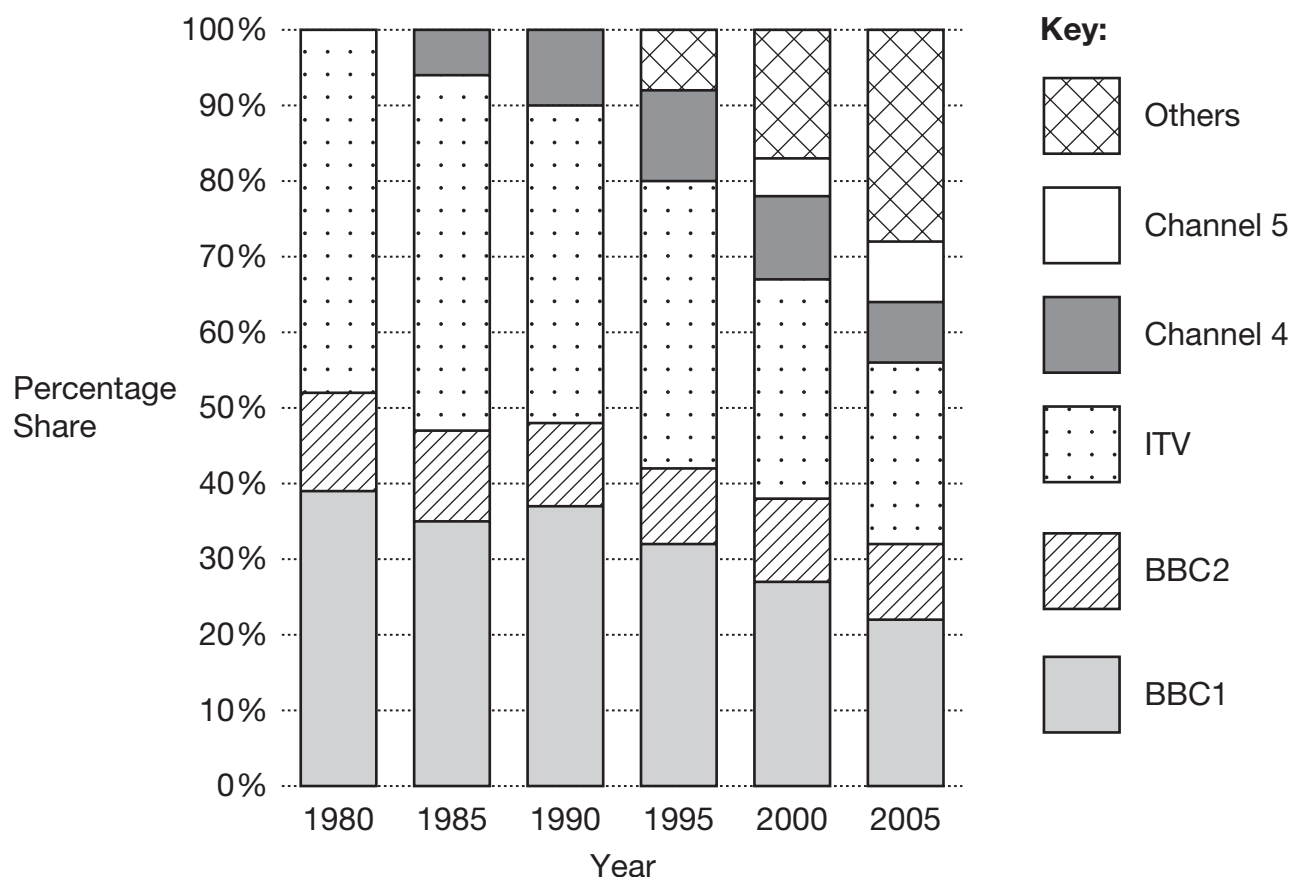 100%
90%
80%
70%
60%
50%
40%
30%
20%
10%
0%
Percentage
Share
1980 1985 1990 1995 2000 2005
Year
Key:
Others
Channel 5
Channel 4
ITV
BBC2
BBC1